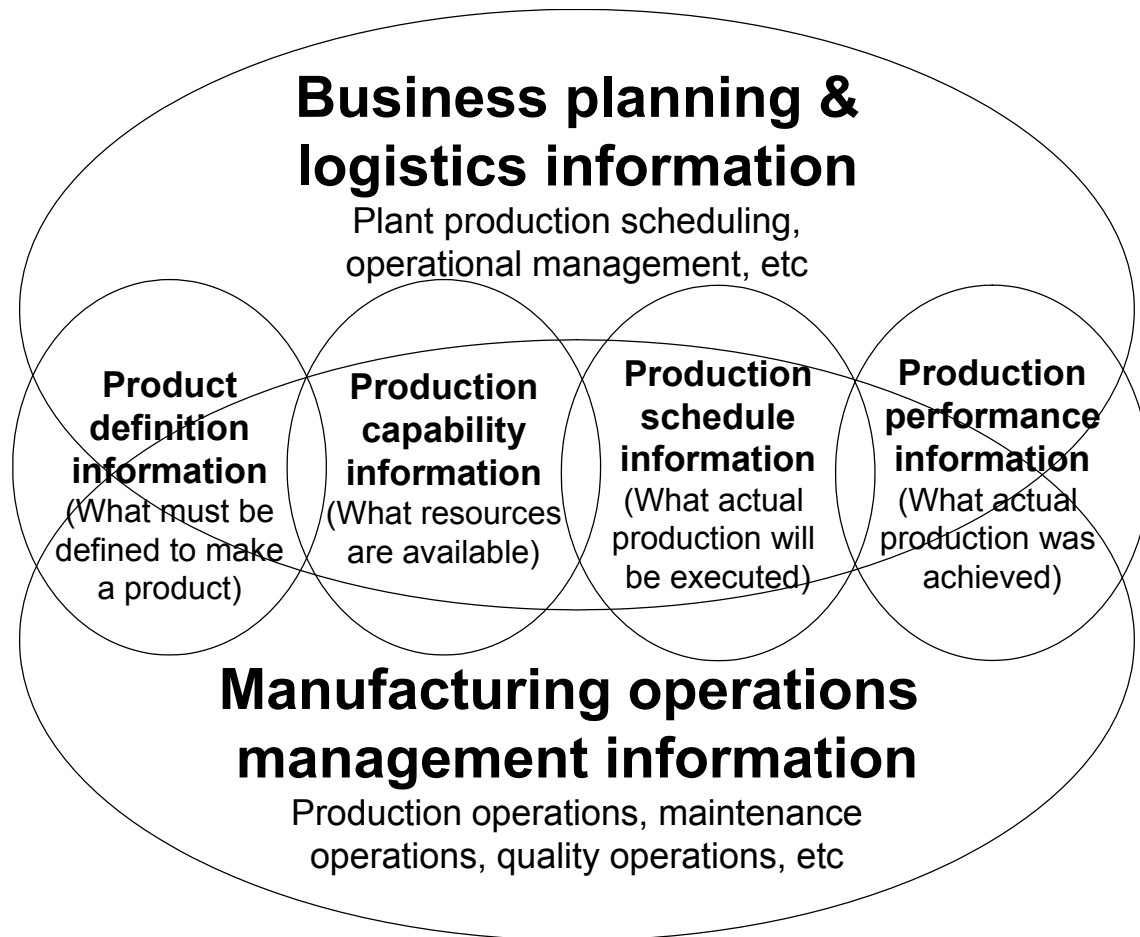 Business planning &
logistics information
Plant production scheduling,
operational management, etc
Product
definition
information
(What must be
defined to make
a product)
Production
capability
information
(What resources
are available)
Production
schedule
information
(What actual
production will
be executed)
Production
performance
information
(What actual
production was
achieved)
Manufacturing operations
management information
Production operations, maintenance
operations, quality operations, etc